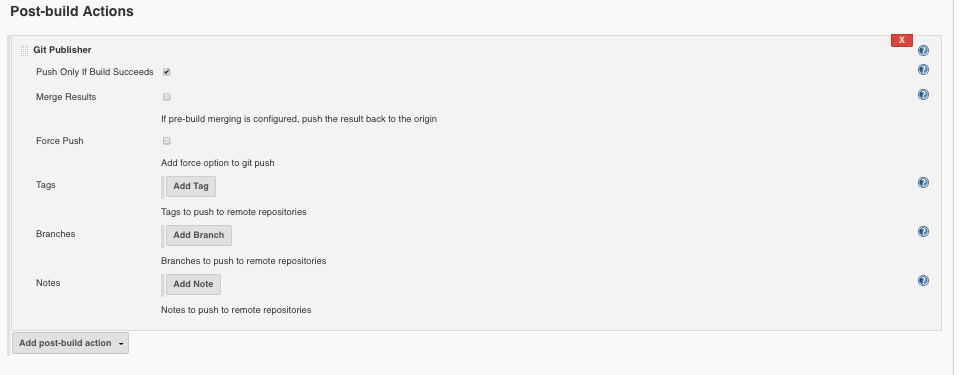 Post-build Actions
X
Git Publisher
?
Push Only If Build Succeeds
?
Merge Results
?
If pre-build merging is configured, push the result back to the origin
Force Push
Add force option to git push
Tags
Add Tag
?
Tags to push to remote repositories
Branches
Add Branch
?
Branches to push to remote repositories
Notes
Add Note
?
Notes to push to remote repositories
Add post-build action